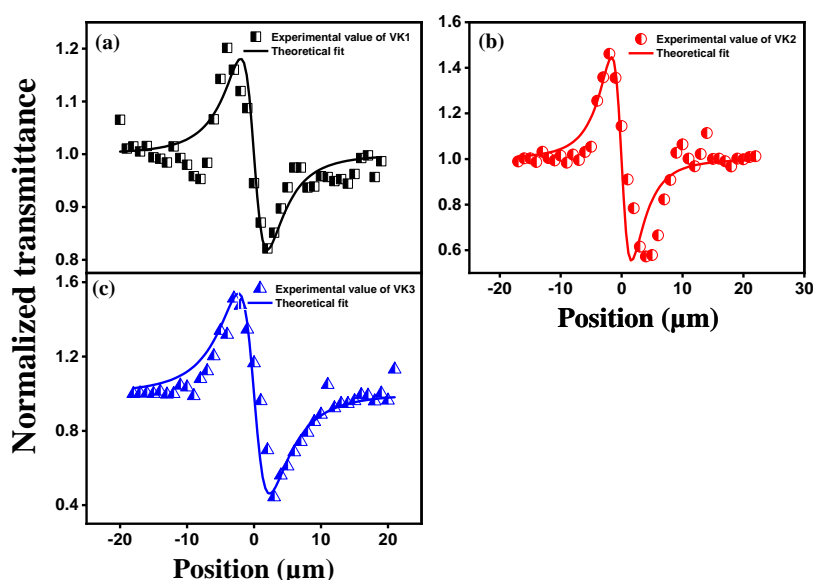 Normalized transmittance
(a)
Experimental value of VK1
Theoretical fit
1.2
1.1
1.0
0.9
0.8
(b)
Experimental value of VK2
Theoretical fit
1.6
1.4
1.2
1.0
0.8
0.6
-20 -10 0 10 20 30
Position (µm)
(c)
Experimental value of VK3
Theoretical fit
1.6
1.2
0.8
0.4
-20 -10 0 10 20
Position (µm)